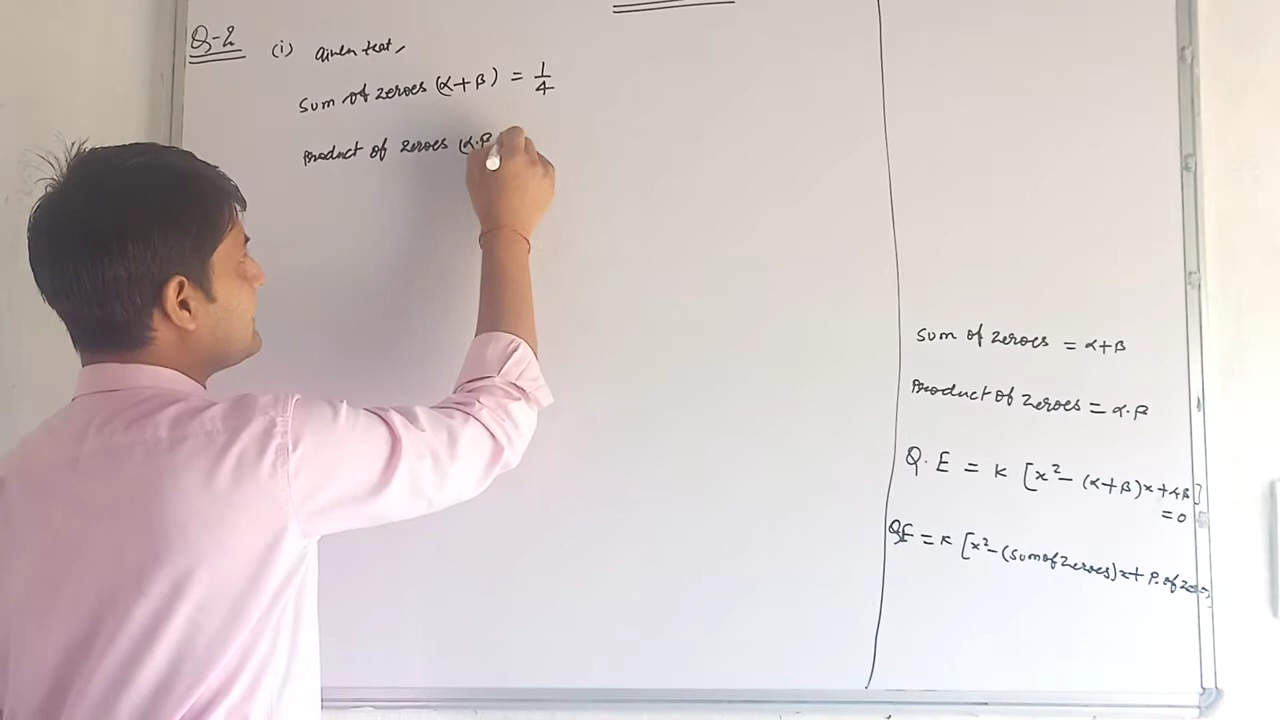 Q-2 (i) Given that,
Sum of zeroes (α+β) = 1/4
Product of zeroes (α.β
Sum of zeroes = α+β
Product of zeroes = α.β
Q.E = K [x²-(α+β)x+αβ]
=0
QE = K [x²-(sum of zeroes)x+ P. of